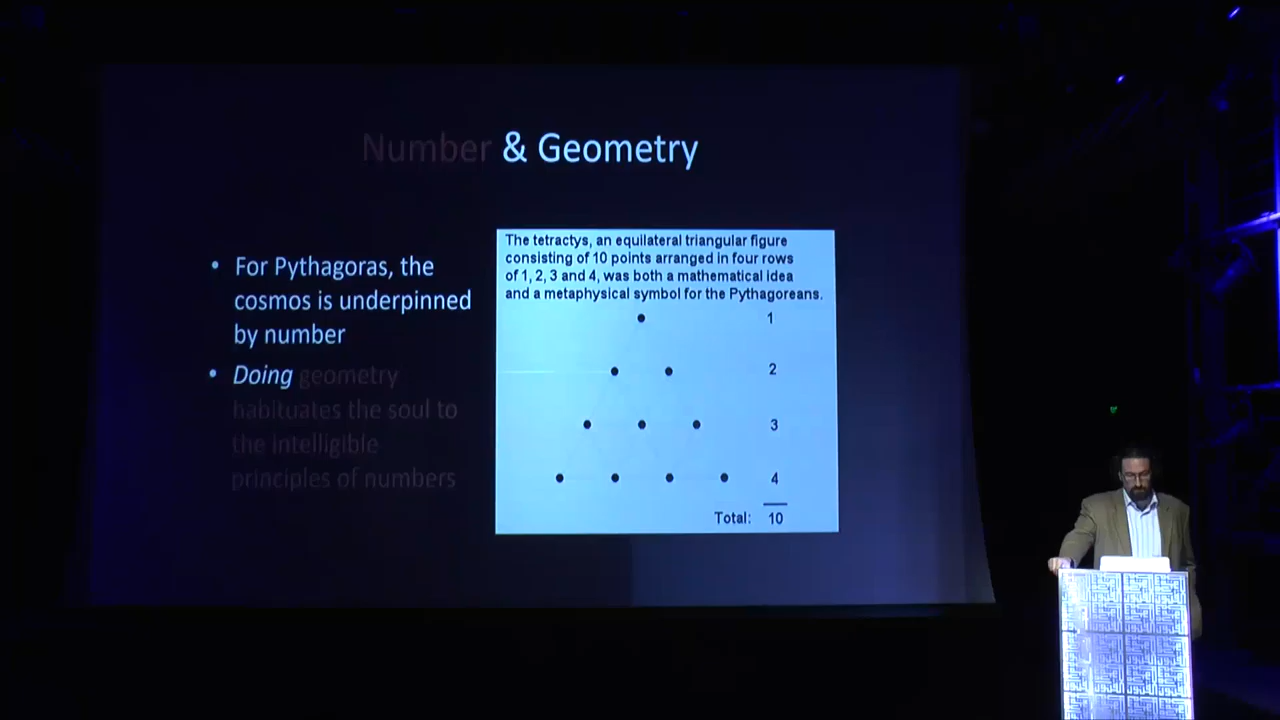 Number & Geometry
• For Pythagoras, the
cosmos is underpinned
by number
• Doing geometry
habituates the soul to
the intelligible
principles of numbers
The tetractys, an equilateral triangular figure
consisting of 10 points arranged in four rows
of 1, 2, 3 and 4, was both a mathematical idea
and a metaphysical symbol for the Pythagoreans.
1
2
3
4
Total: 10